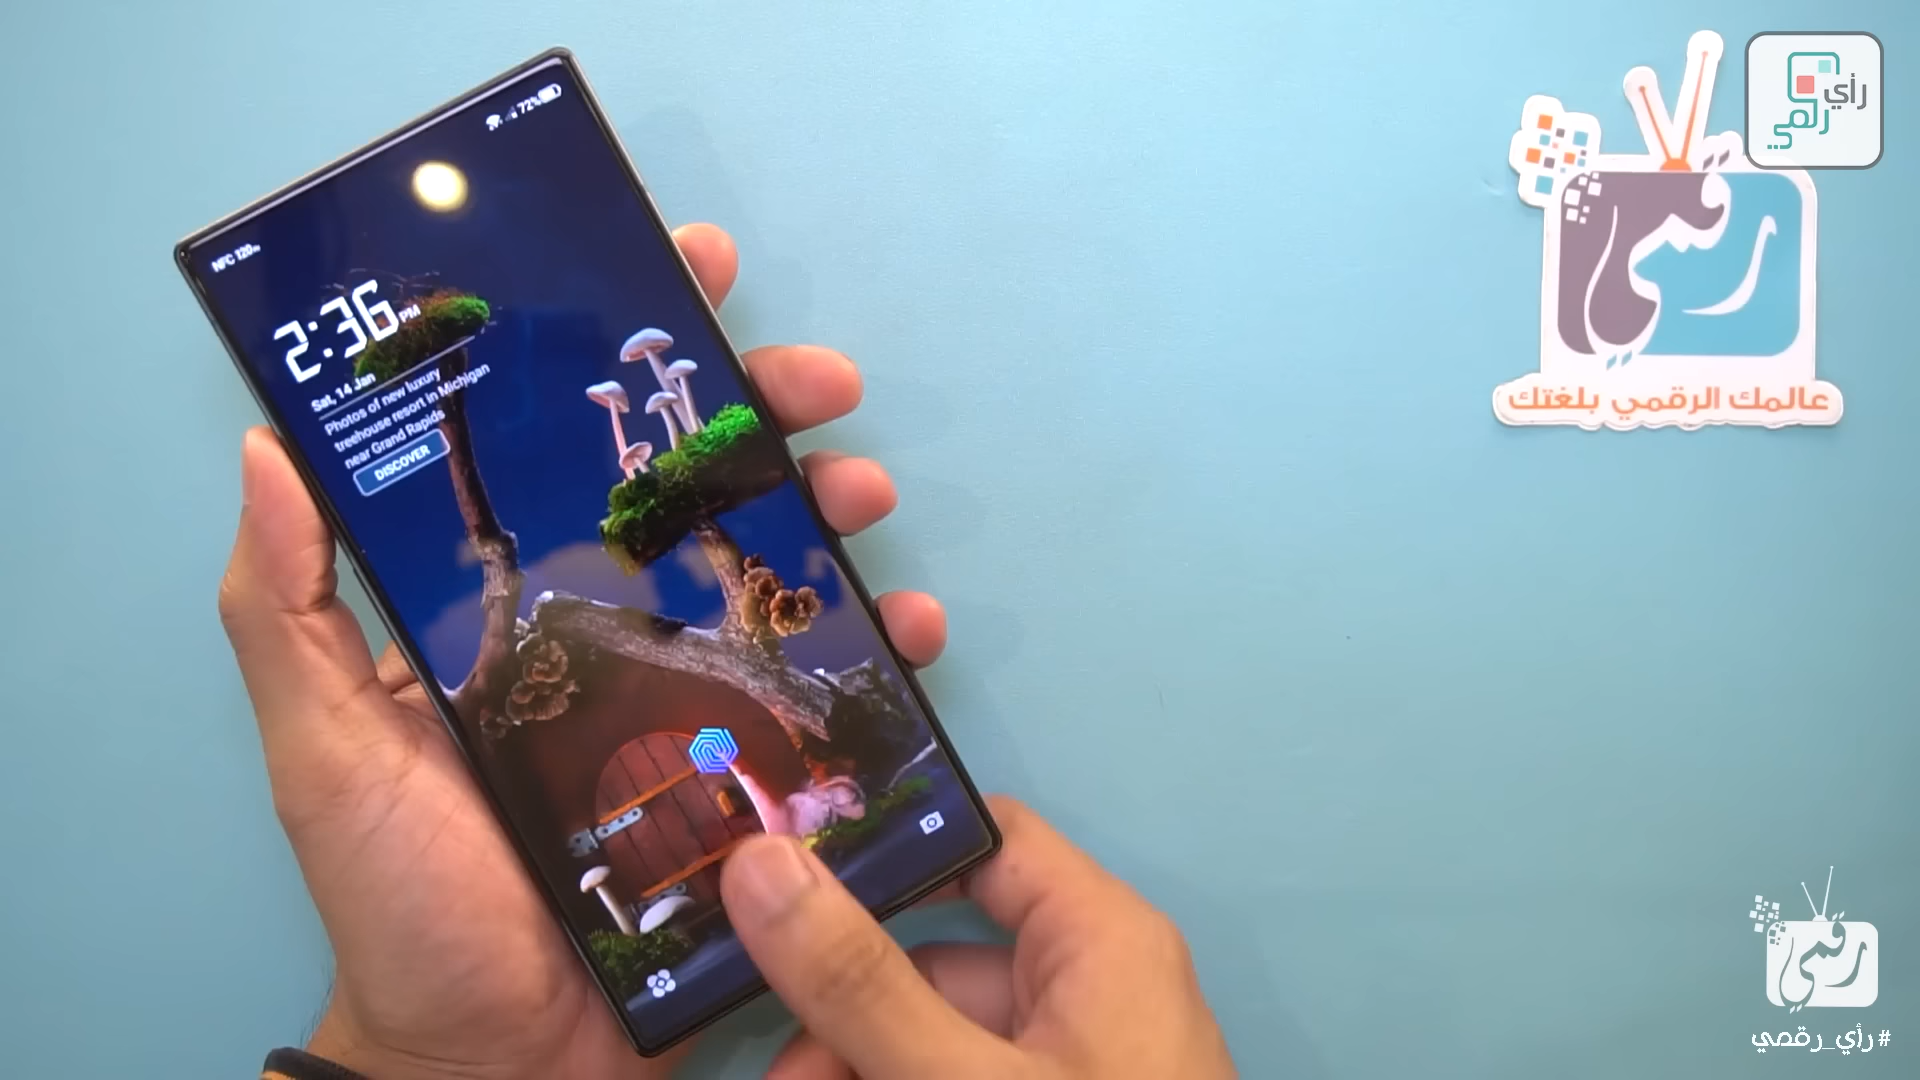 72%
NFC 120Hz
2:36 PM
Sat, 14 Jan
Photos of new luxury
treehouse resort in Michigan
near Grand Rapids
DISCOVER
رأي
رقمي
رقمي
عالمك الرقمي بلغتك
رقمي
#رأي_رقمي